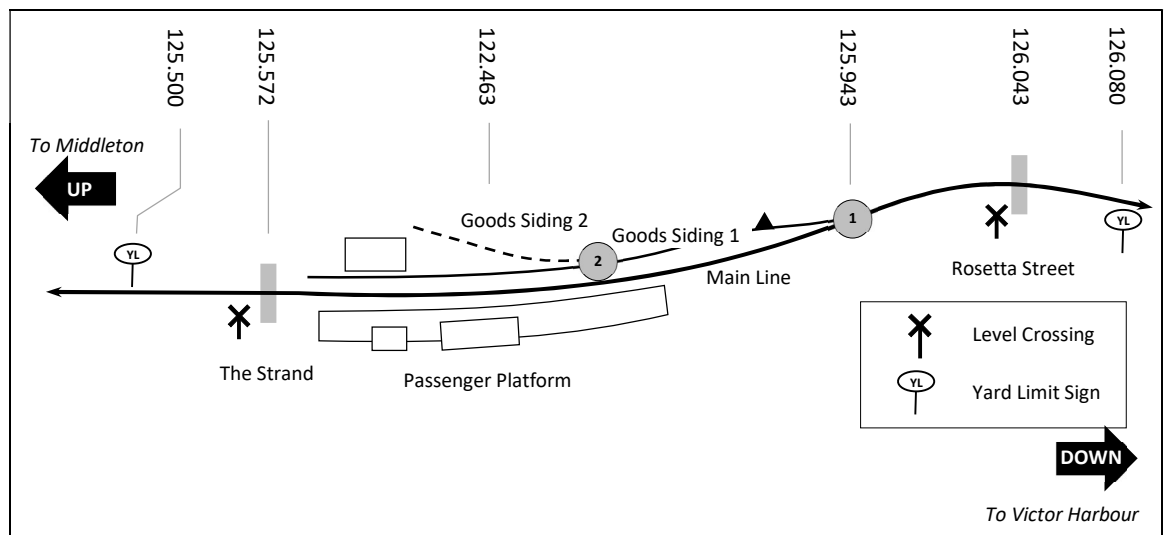 125.500
125.572
122.463
125.943
126.043
126.080
To Middleton
UP
YL
Goods Siding 2
Goods Siding 1
1
2
Main Line
YL
Rosetta Street
The Strand
Passenger Platform
Level Crossing
YL
Yard Limit Sign
DOWN
To Victor Harbour